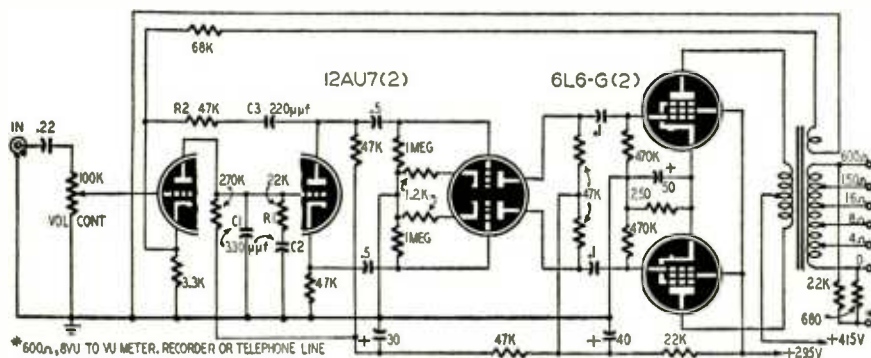 68K
12AU7(2)
6L6-G(2)
R2 47K
C3 220µµf
.5
.1
IN
.22
1MEG
47K
470K
600Ω
150Ω
16Ω
8Ω
4Ω
0
100K
270K
22K
1.2K
47K
50
250
VOL CONT
C1
R1
330µµf
C2
1MEG
470K
3.3K
47K
.5
.1
22K
680
*
*600Ω, 8VU TO VU METER, RECORDER OR TELEPHONE LINE
+
30
47K
+
40
22K
+415V
+295V